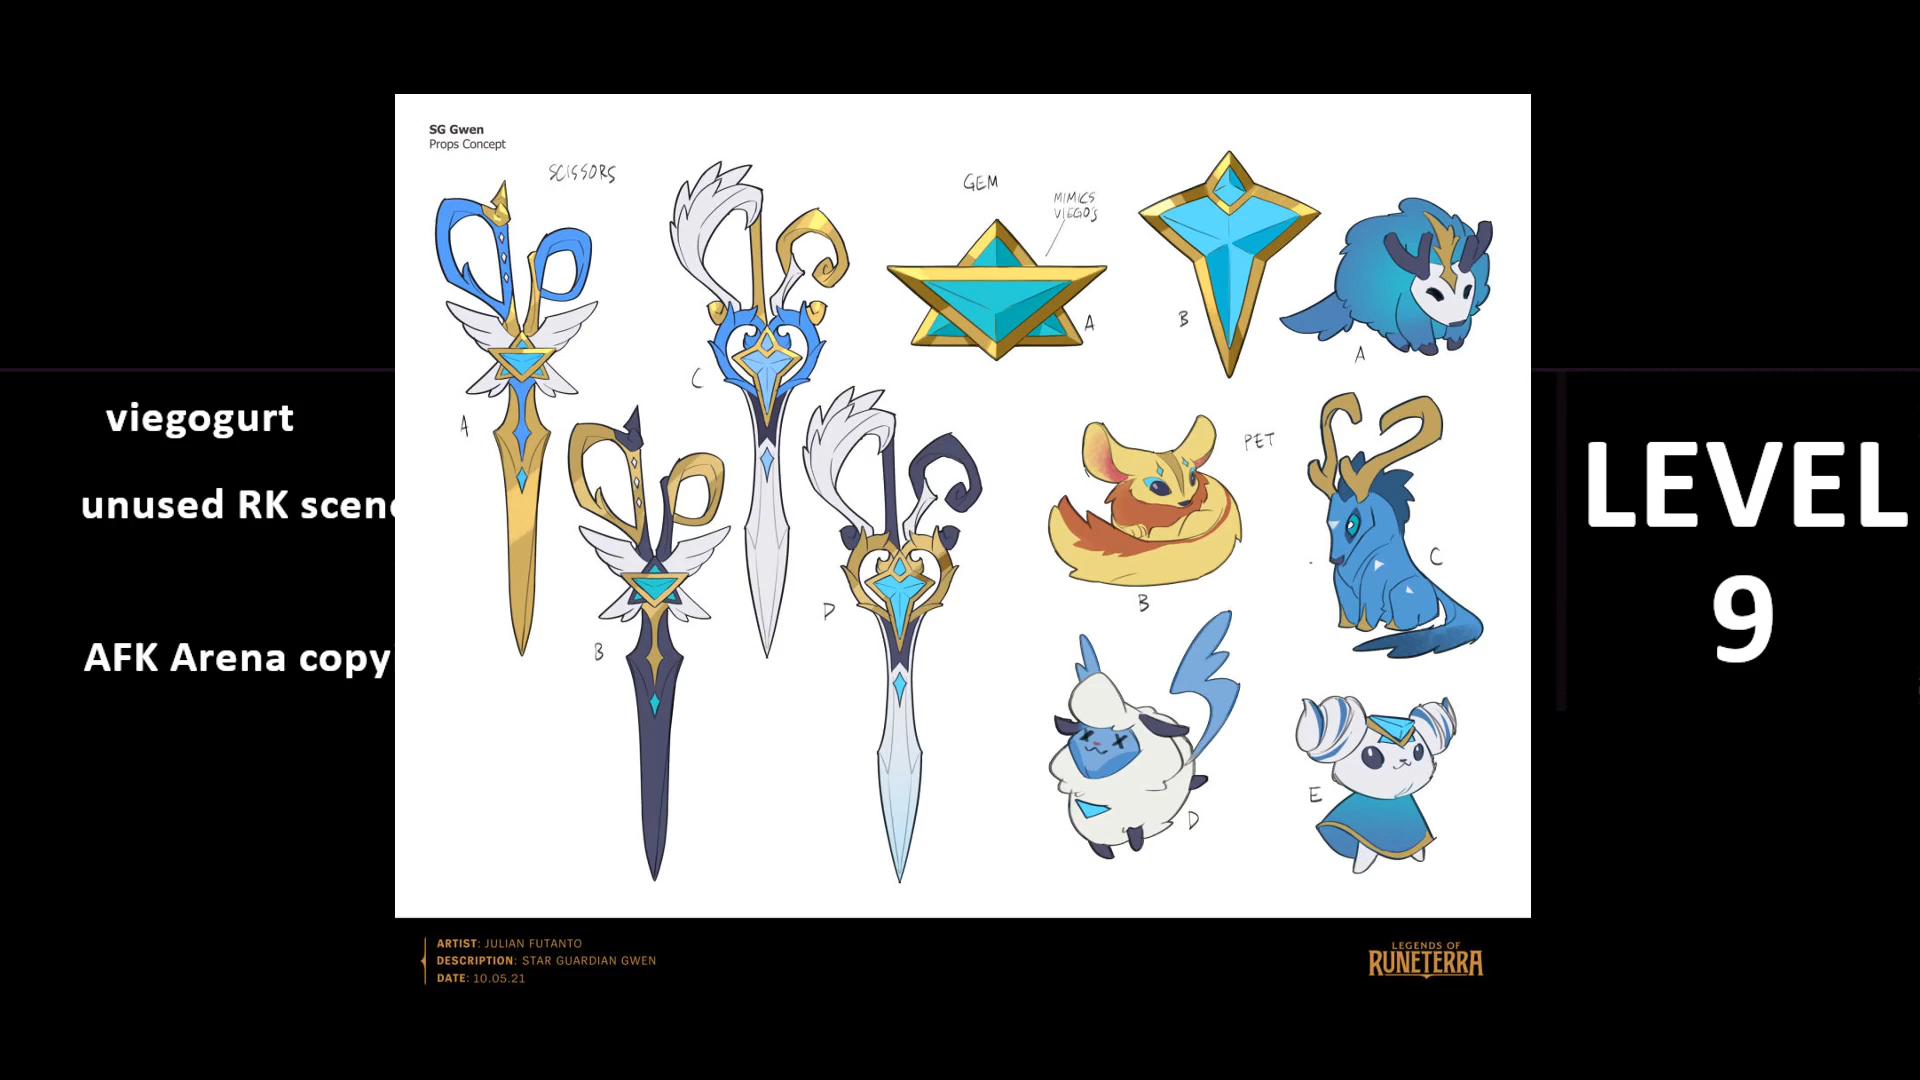 SG Gwen
Props Concept
SCISSORS
GEM
MIMICS
VIEGO'S
A
B
A
C
A
PET
B
C
B
D
D
E
viegogurt
unused RK scen
AFK Arena copy
LEVEL
9
ARTIST: JULIAN FUTANTO
DESCRIPTION: STAR GUARDIAN GWEN
DATE: 10.05.21
LEGENDS OF
RUNETERRA